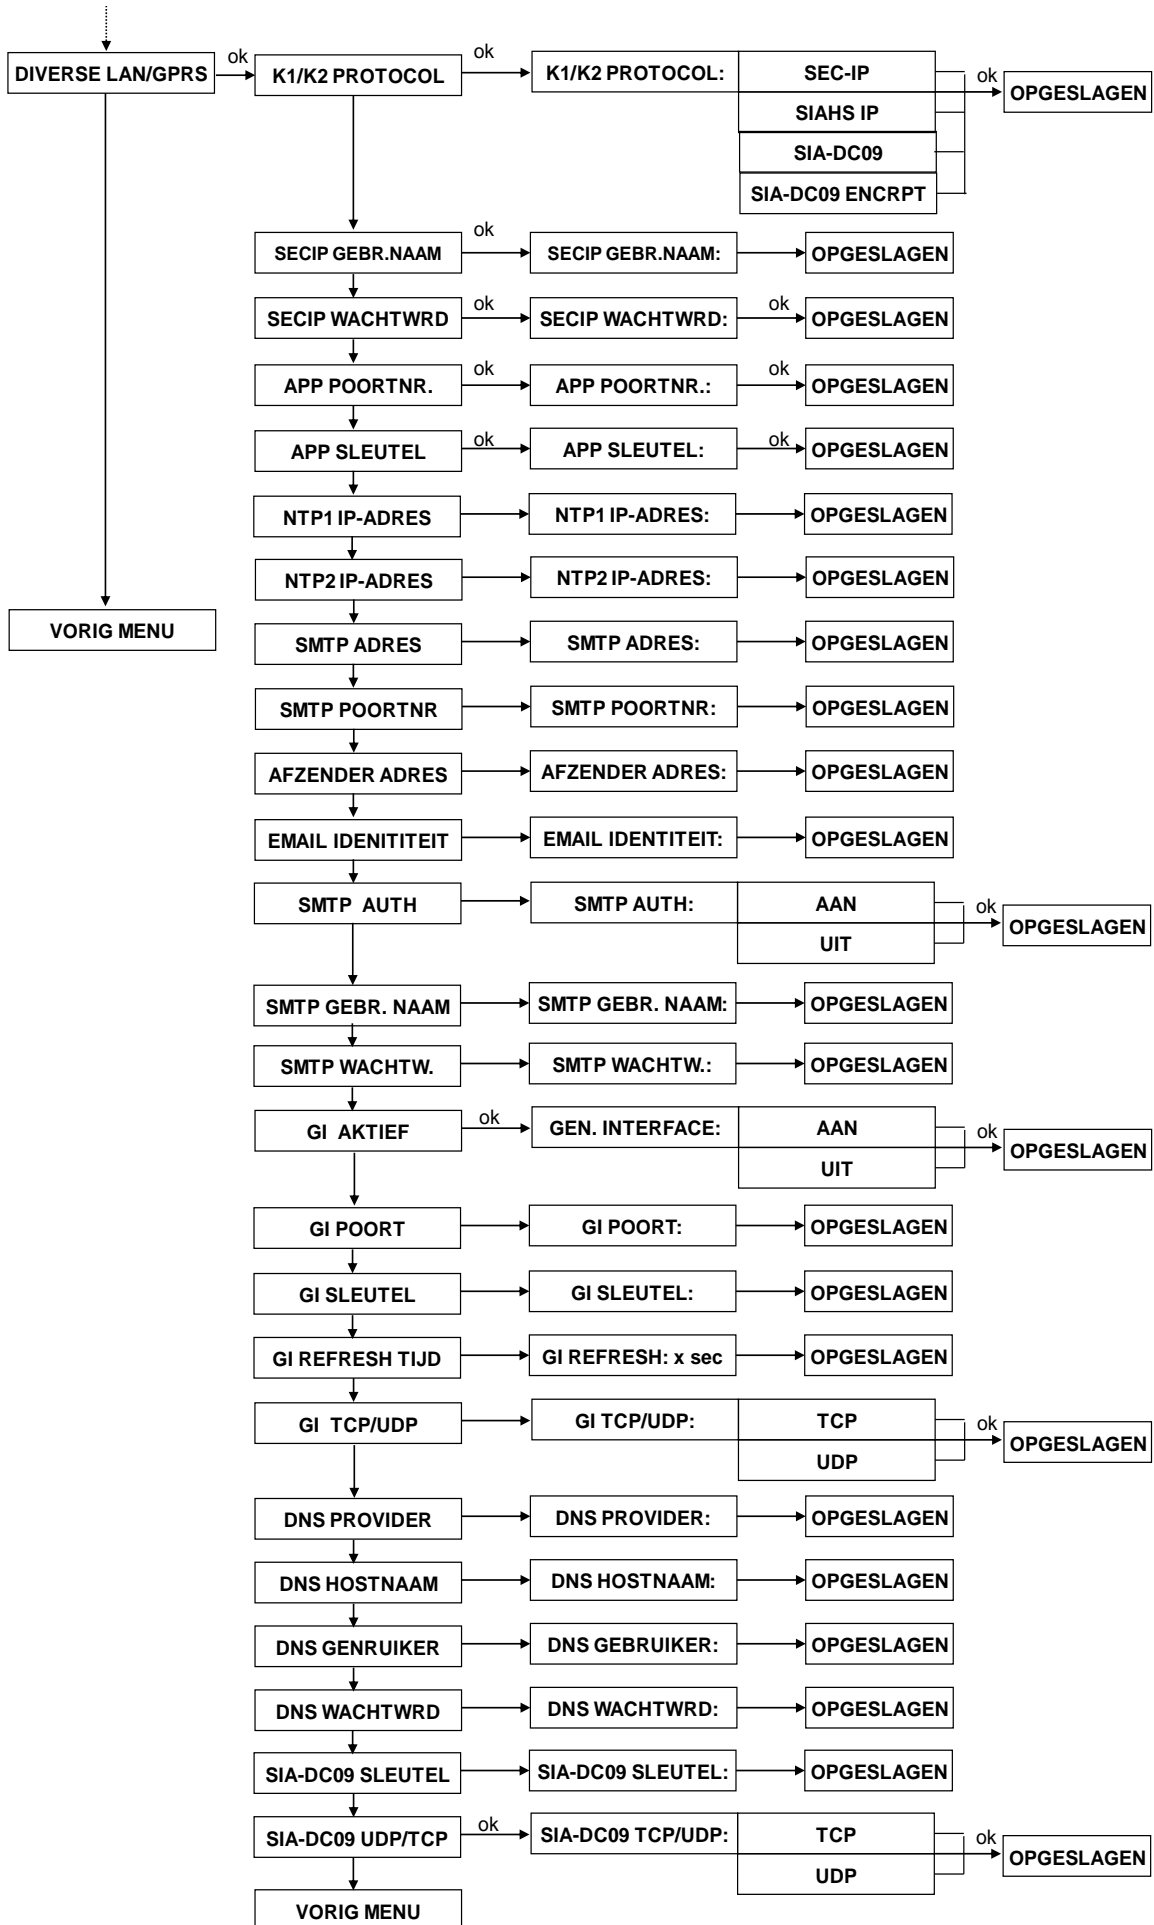 DIVERSE LAN/GPRS ok K1/K2 PROTOCOL ok K1/K2 PROTOCOL: SEC-IP ok OPGESLAGEN
SIAHS IP
SIA-DC09
SIA-DC09 ENCRPT
SECIP GEBR.NAAM ok SECIP GEBR.NAAM: OPGESLAGEN
SECIP WACHTWRD ok SECIP WACHTWRD: ok OPGESLAGEN
APP POORTNR. ok APP POORTNR.: ok OPGESLAGEN
APP SLEUTEL ok APP SLEUTEL: ok OPGESLAGEN
NTP1 IP-ADRES NTP1 IP-ADRES: OPGESLAGEN
NTP2 IP-ADRES NTP2 IP-ADRES: OPGESLAGEN
VORIG MENU SMTP ADRES SMTP ADRES: OPGESLAGEN
SMTP POORTNR SMTP POORTNR: OPGESLAGEN
AFZENDER ADRES AFZENDER ADRES: OPGESLAGEN
EMAIL IDENITITEIT EMAIL IDENTITEIT: OPGESLAGEN
SMTP AUTH SMTP AUTH: AAN ok OPGESLAGEN
UIT
SMTP GEBR. NAAM SMTP GEBR. NAAM: OPGESLAGEN
SMTP WACHTW. SMTP WACHTW.: OPGESLAGEN
GI AKTIEF ok GEN. INTERFACE: AAN ok OPGESLAGEN
UIT
GI POORT GI POORT: OPGESLAGEN
GI SLEUTEL GI SLEUTEL: OPGESLAGEN
GI REFRESH TIJD GI REFRESH: x sec OPGESLAGEN
GI TCP/UDP GI TCP/UDP: TCP ok OPGESLAGEN
UDP
DNS PROVIDER DNS PROVIDER: OPGESLAGEN
DNS HOSTNAAM DNS HOSTNAAM: OPGESLAGEN
DNS GENRUIKER DNS GEBRUIKER: OPGESLAGEN
DNS WACHTWRD DNS WACHTWRD: OPGESLAGEN
SIA-DC09 SLEUTEL SIA-DC09 SLEUTEL: OPGESLAGEN
SIA-DC09 UDP/TCP ok SIA-DC09 TCP/UDP: TCP ok OPGESLAGEN
UDP
VORIG MENU